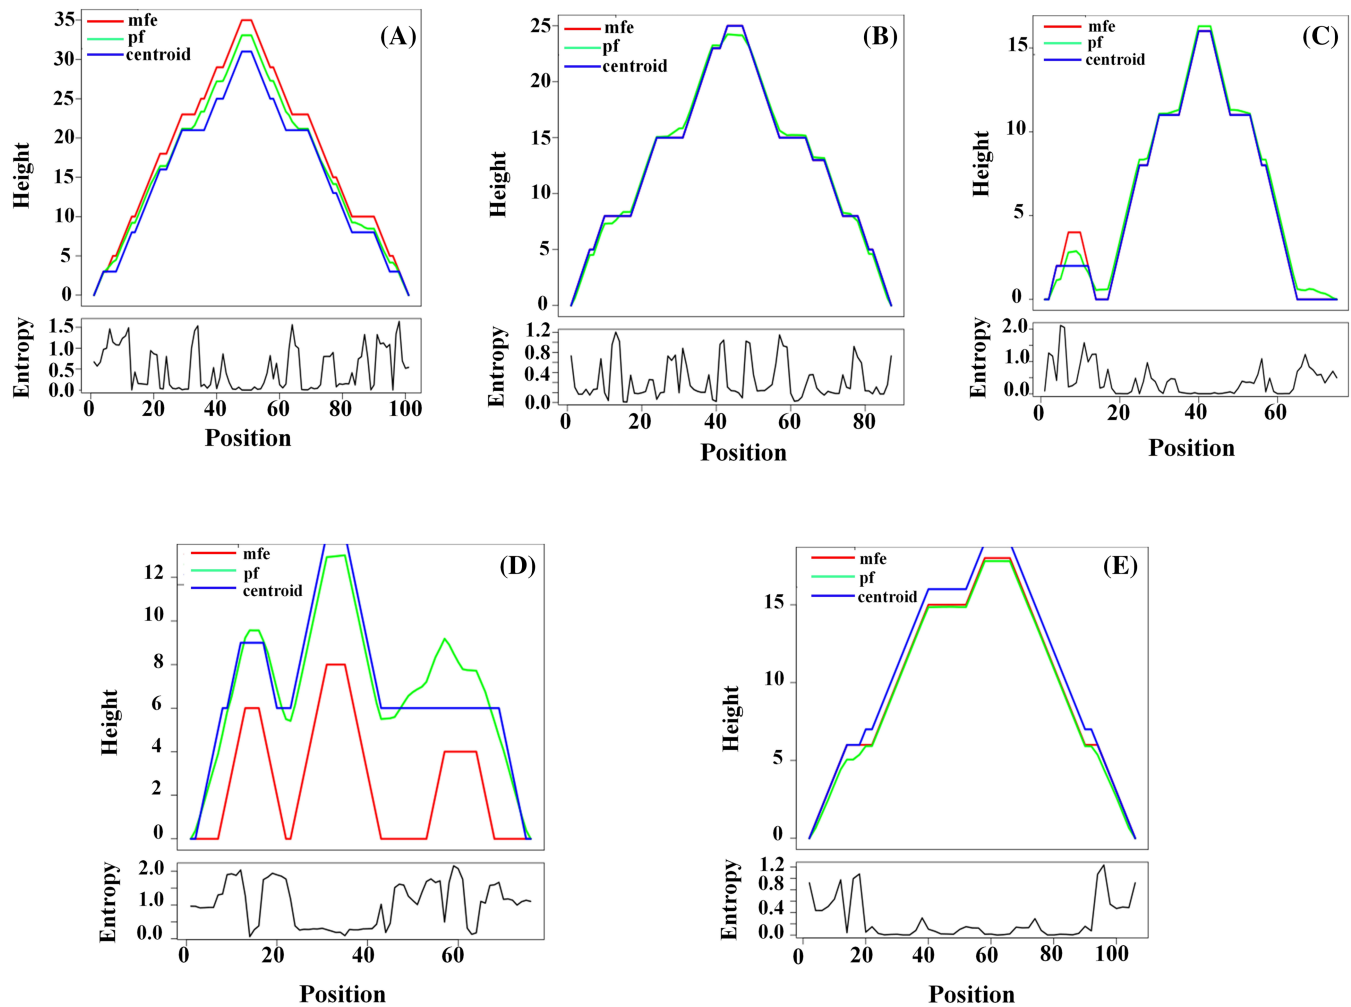 (A)
mfe
pf
centroid
Height
35
30
25
20
15
10
5
0
Entropy
1.5
1.0
0.5
0.0
0 20 40 60 80 100
Position
(B)
mfe
pf
centroid
Height
25
20
15
10
5
0
Entropy
1.2
0.8
0.4
0.0
0 20 40 60 80
Position
(C)
mfe
pf
centroid
Height
15
10
5
0
Entropy
2.0
1.0
0.0
0 20 40 60
Position
(D)
mfe
pf
centroid
Height
12
10
8
6
4
2
0
Entropy
2.0
1.0
0.0
0 20 40 60
Position
(E)
mfe
pf
centroid
Height
15
10
5
0
Entropy
1.2
0.8
0.4
0.0
0 20 40 60 80 100
Position